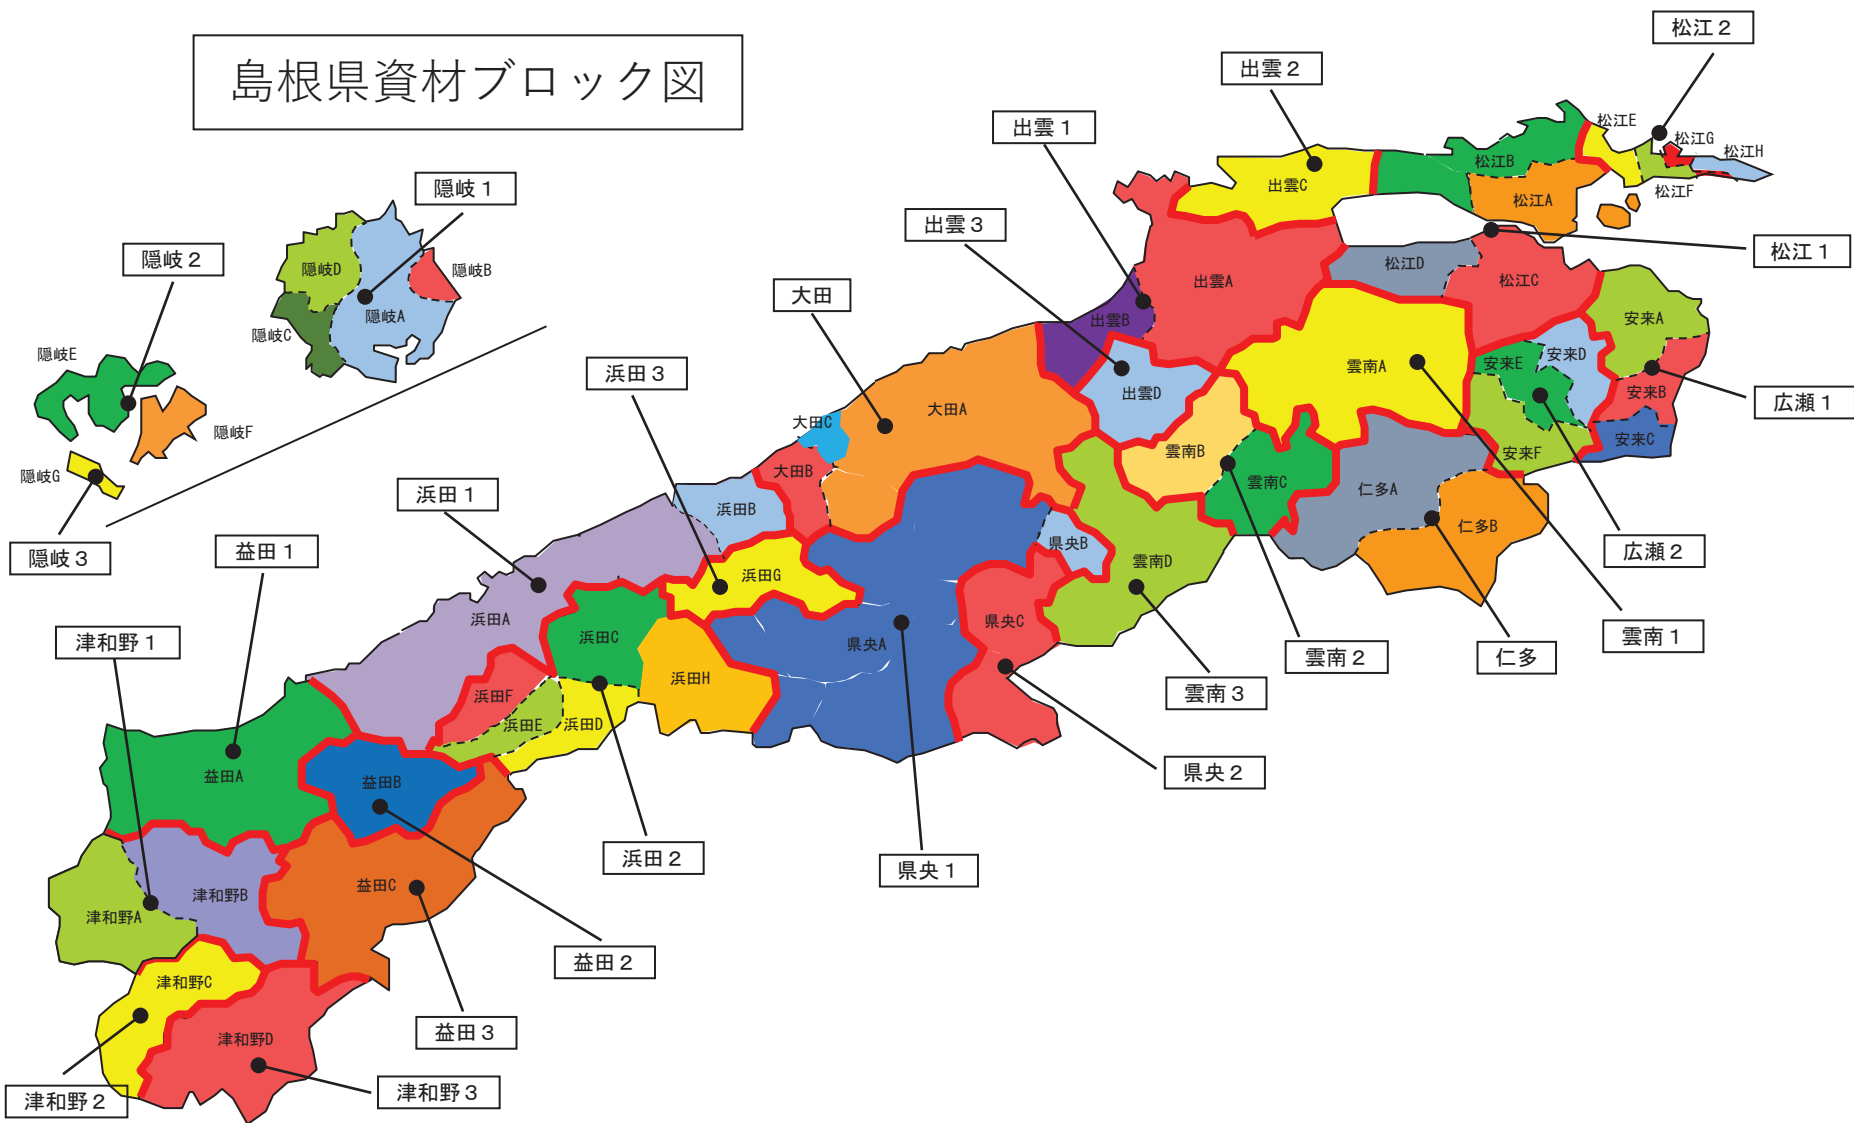 島根県資材ブロック図
松江２
出雲２
出雲１
松江E
松江G
松江H
松江B
松江F
松江A
出雲C
隠岐１
出雲３
松江１
隠岐２
隠岐D
隠岐B
松江D
松江C
出雲A
大田
隠岐A
隠岐C
出雲B
安来A
隠岐E
浜田３
安来E
安来D
雲南A
出雲D
安来B
広瀬１
大田A
大田C
隠岐F
安来C
雲南B
安来F
大田B
隠岐G
雲南C
仁多A
浜田１
浜田B
仁多B
県央B
隠岐３
益田１
広瀬２
雲南D
浜田G
浜田A
県央C
雲南１
津和野１
浜田C
県央A
雲南２
仁多
浜田H
雲南３
浜田F
浜田E
浜田D
益田A
益田B
県央２
浜田２
県央１
益田C
津和野B
津和野A
益田２
津和野C
益田３
津和野D
津和野３
津和野２